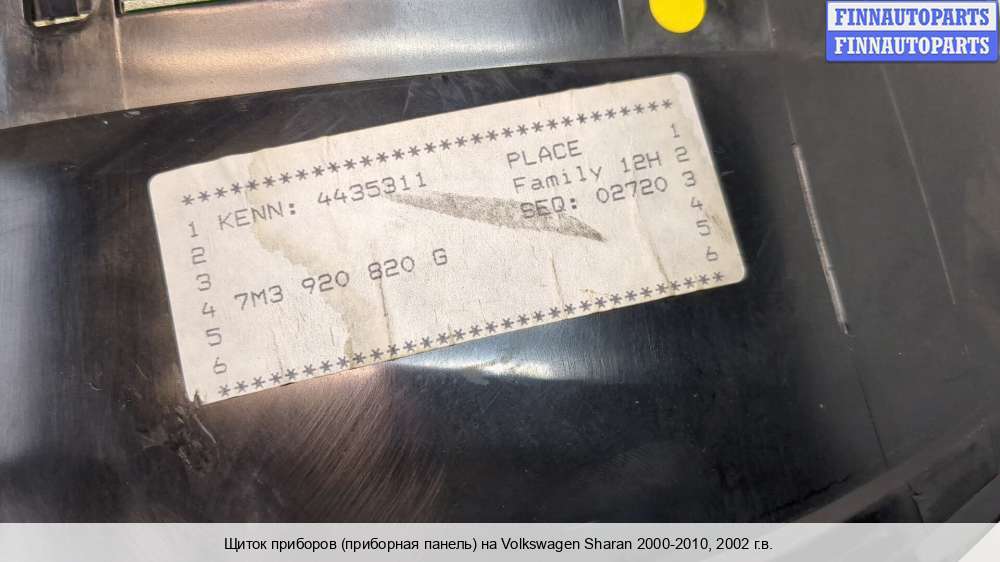 FINNAUTOPARTS
FINNAUTOPARTS
************************************
1 KENN: 4435311 PLACE 1
2 Family 12H 2
3 SEQ: 02720 3
4 7M3 920 820 G 4
5 5
6 6
************************************
Щиток приборов (приборная панель) на Volkswagen Sharan 2000-2010, 2002 г.в.